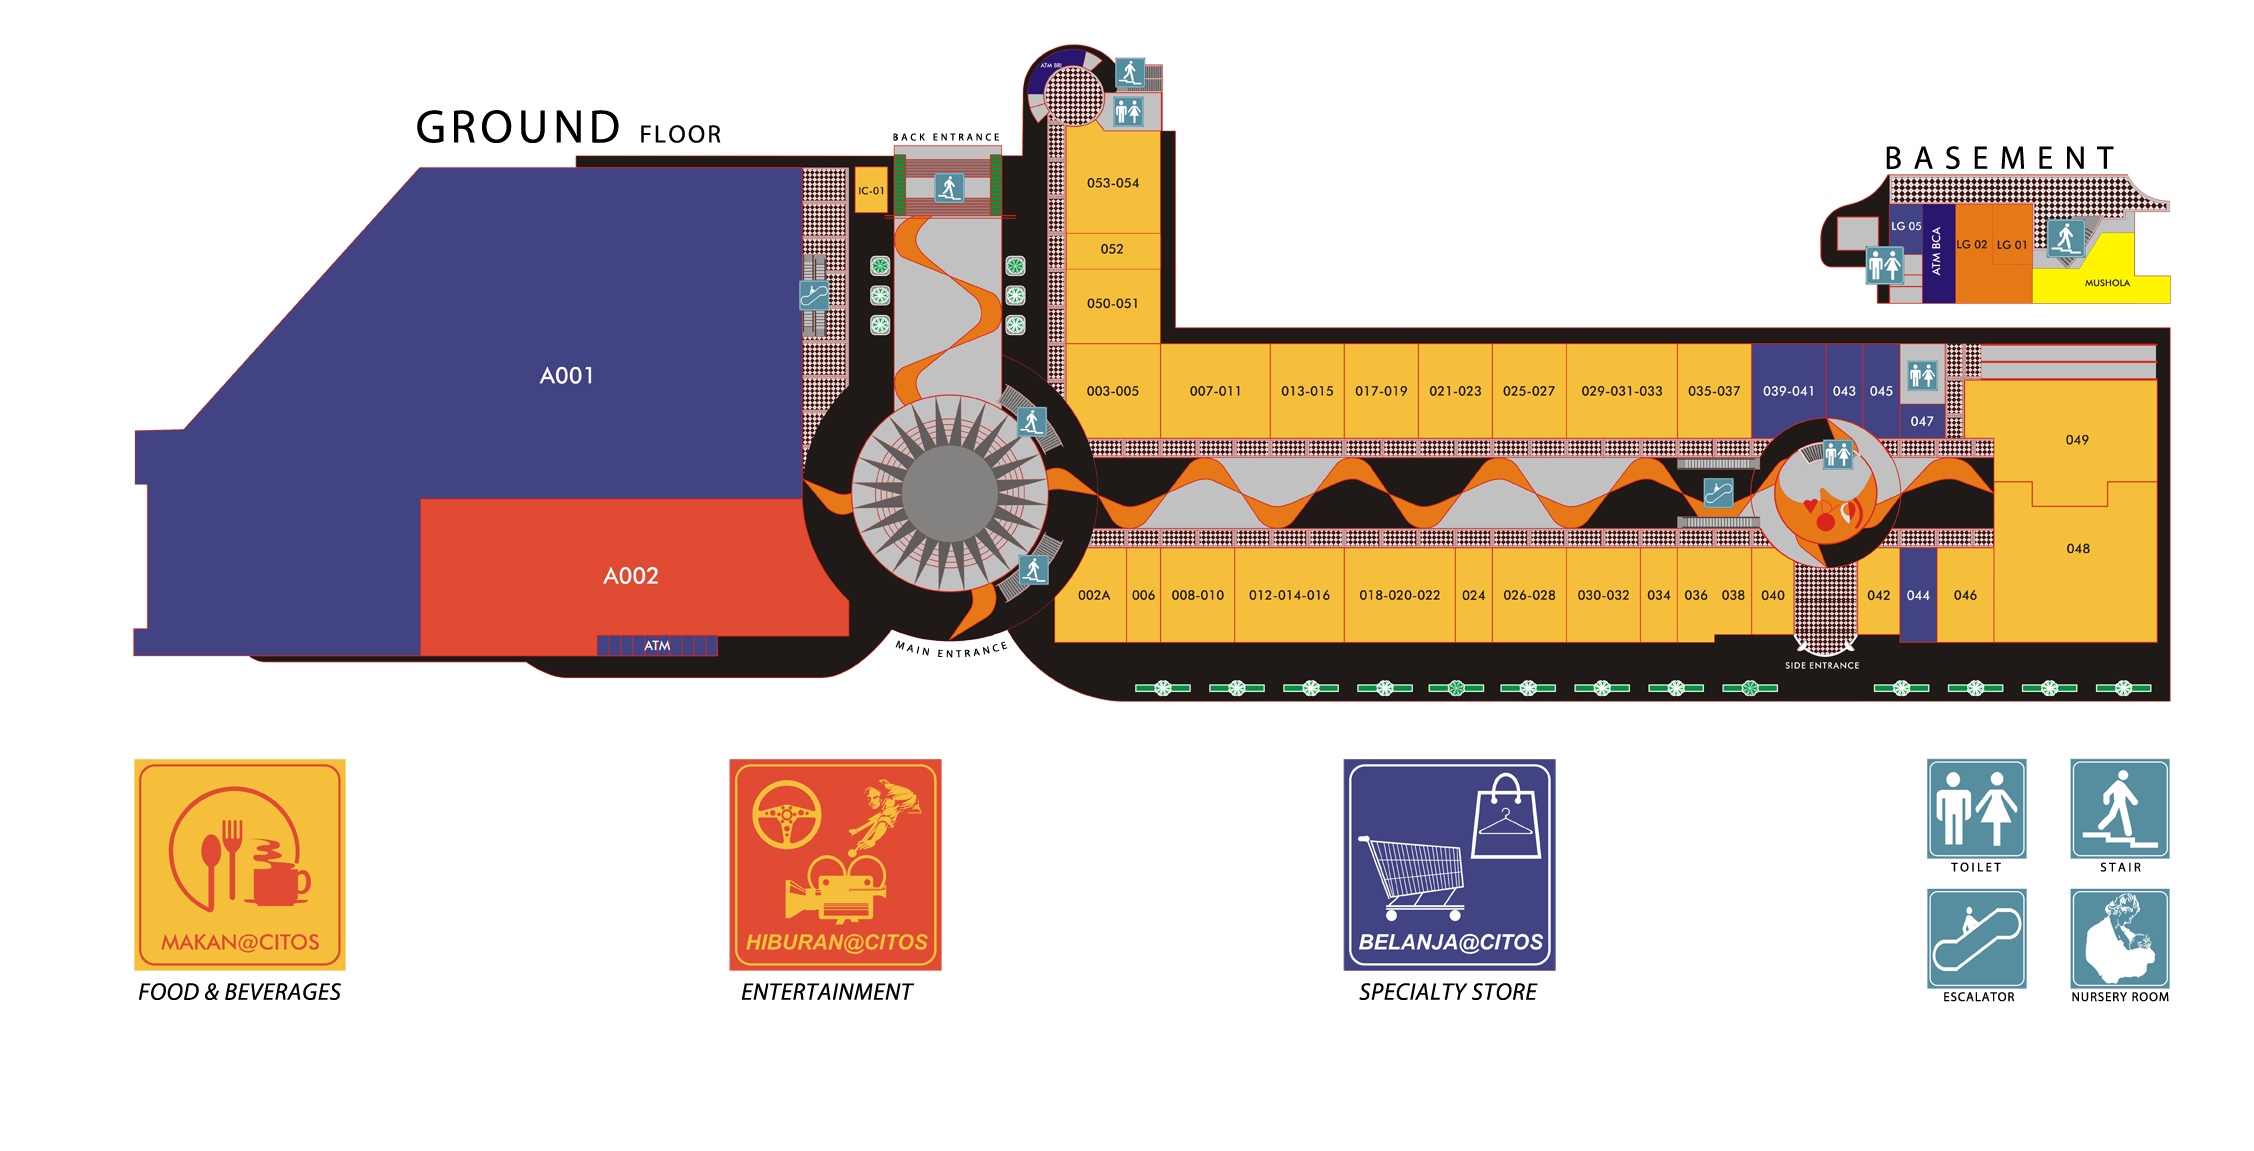 GROUND FLOOR
BACK ENTRANCE
BASEMENT
ATM BRI
IC-01
053-054
052
050-051
LG 05
ATM BCA
LG 02
LG 01
MUSHOLA
A001
003-005
007-011
013-015
017-019
021-023
025-027
029-031-033
035-037
039-041
043
045
047
049
048
A002
ATM
002A
006
008-010
012-014-016
018-020-022
024
026-028
030-032
034
036
038
040
042
044
046
MAIN ENTRANCE
SIDE ENTRANCE
MAKAN@CITOS
FOOD & BEVERAGES
HIBURAN@CITOS
ENTERTAINMENT
BELANJA@CITOS
SPECIALTY STORE
TOILET
STAIR
ESCALATOR
NURSERY ROOM